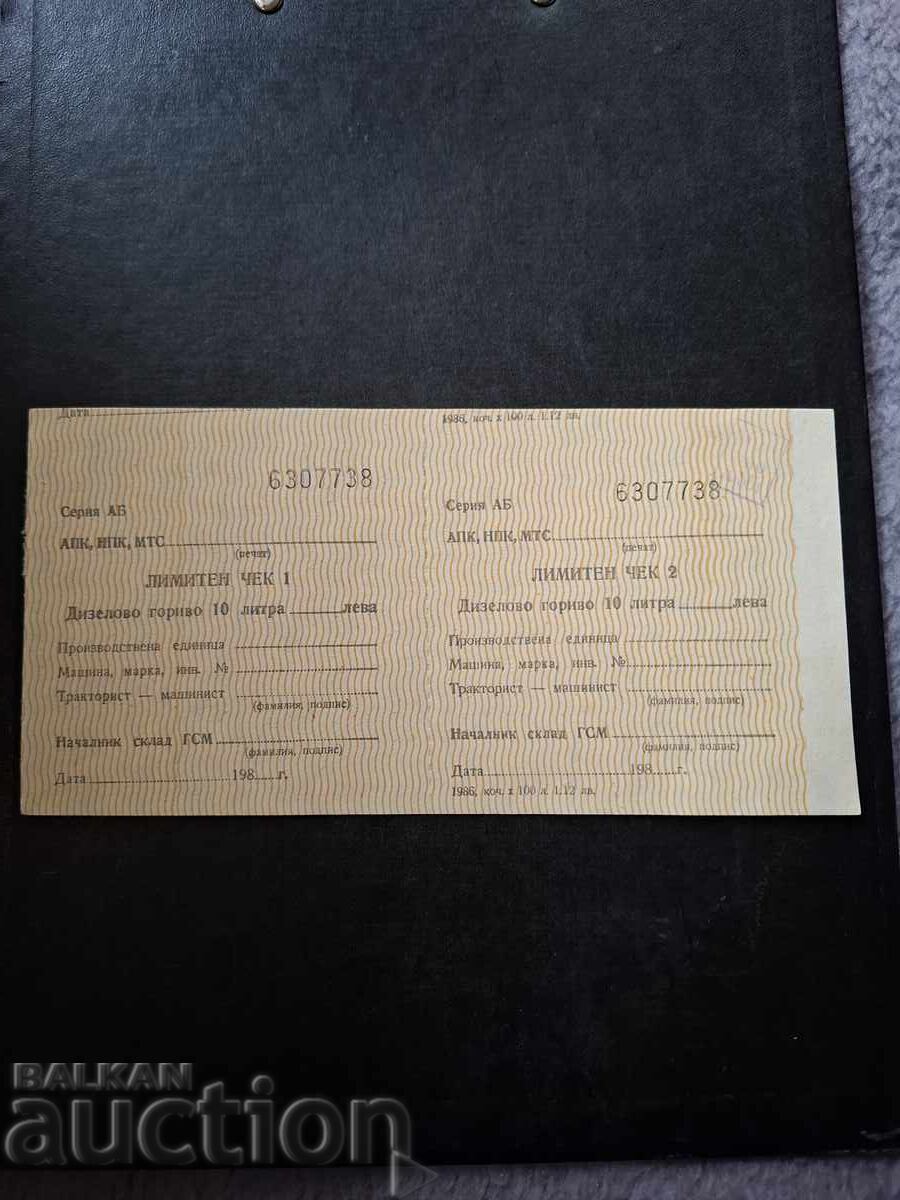 Дата
1986, коч. х 100 л. 1.12 лв.
6307738
Серия АБ
АПК, НПК, МТС
(печат)
ЛИМИТЕН ЧЕК 1
Дизелово гориво 10 литра ____ лева
Производствена единица
Машина, марка, инв. №
Тракторист — машинист
(фамилия, подпис)
Началник склад ГСМ
(фамилия, подпис)
Дата 198 г.
6307738
Серия АБ
АПК, НПК, МТС
(печат)
ЛИМИТЕН ЧЕК 2
Дизелово гориво 10 литра ____ лева
Производствена единица
Машина, марка, инв. №
Тракторист — машинист
(фамилия, подпис)
Началник склад ГСМ
(фамилия, подпис)
Дата 198 г.
1986, коч. х 100 л. 1.12 лв.
BALKAN
auction